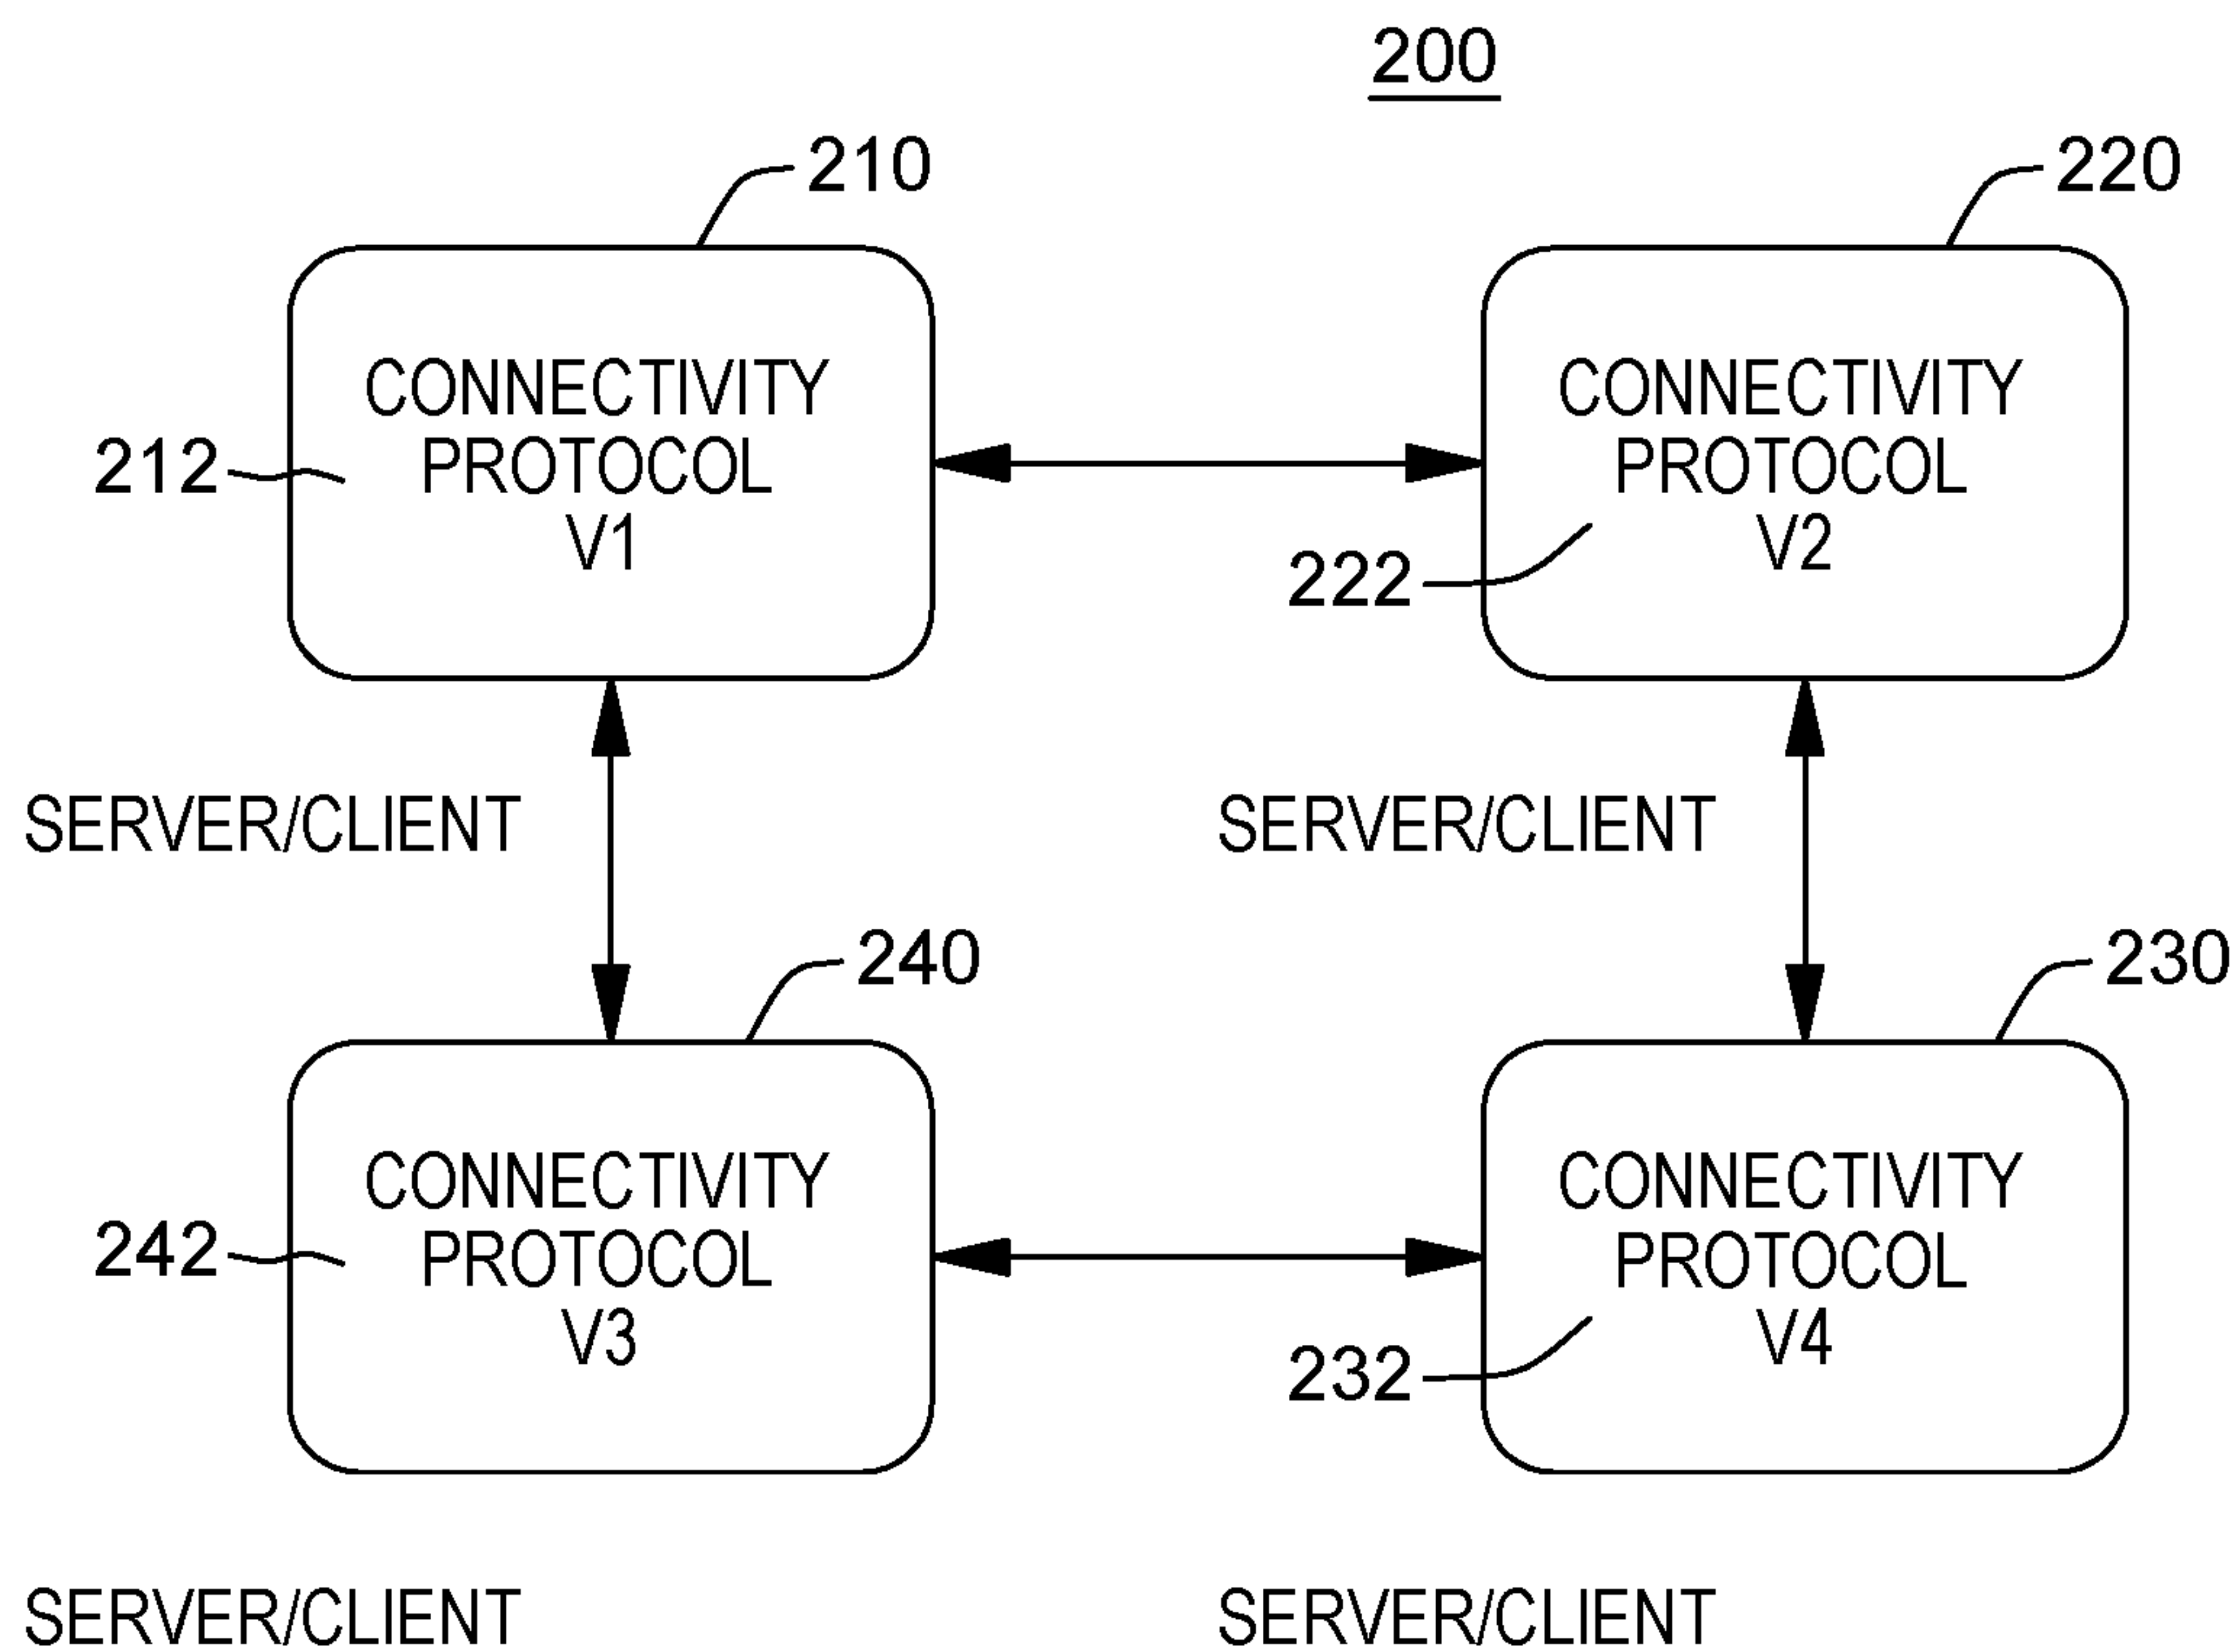 200
210
220
CONNECTIVITY
PROTOCOL
V1
212
CONNECTIVITY
PROTOCOL
V2
222
SERVER/CLIENT
SERVER/CLIENT
240
230
CONNECTIVITY
PROTOCOL
V3
242
CONNECTIVITY
PROTOCOL
V4
232
SERVER/CLIENT
SERVER/CLIENT